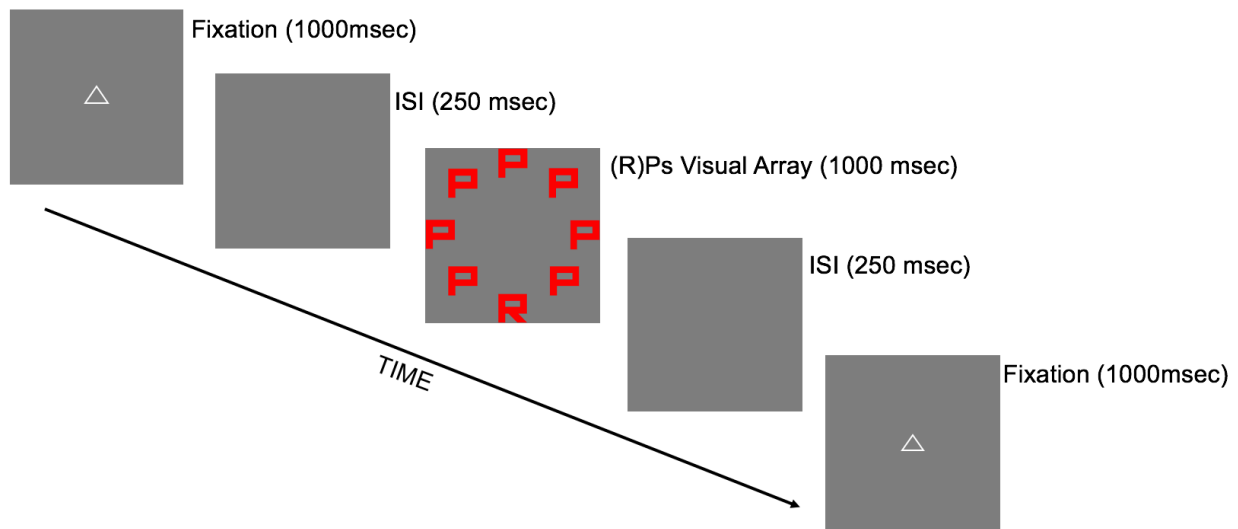 Fixation (1000msec)
ISI (250 msec)
(R)Ps Visual Array (1000 msec)
P
P P
P P
P P
R
ISI (250 msec)
TIME
Fixation (1000msec)